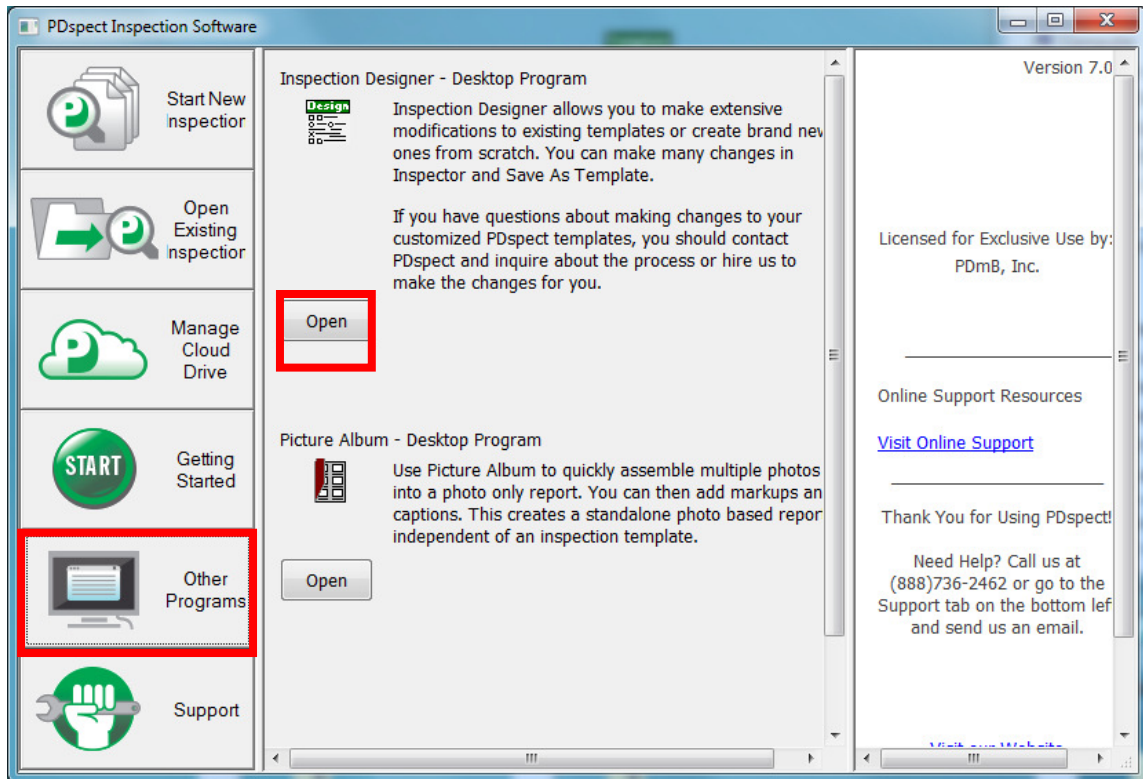 PDspect Inspection Software
Start New
Inspection
Open
Existing
Inspection
Manage
Cloud
Drive
START
Getting
Started
Other
Programs
Support
Inspection Designer - Desktop Program
Design
Inspection Designer allows you to make extensive
modifications to existing templates or create brand new
ones from scratch. You can make many changes in
Inspector and Save As Template.
If you have questions about making changes to your
customized PDspect templates, you should contact
PDspect and inquire about the process or hire us to
make the changes for you.
Open
Picture Album - Desktop Program
Use Picture Album to quickly assemble multiple photos
into a photo only report. You can then add markups an
captions. This creates a standalone photo based repor
independent of an inspection template.
Open
Version 7.0
Licensed for Exclusive Use by:
PDmB, Inc.
Online Support Resources
Visit Online Support
Thank You for Using PDspect!
Need Help? Call us at
(888)736-2462 or go to the
Support tab on the bottom lef
and send us an email.
Visit our Website